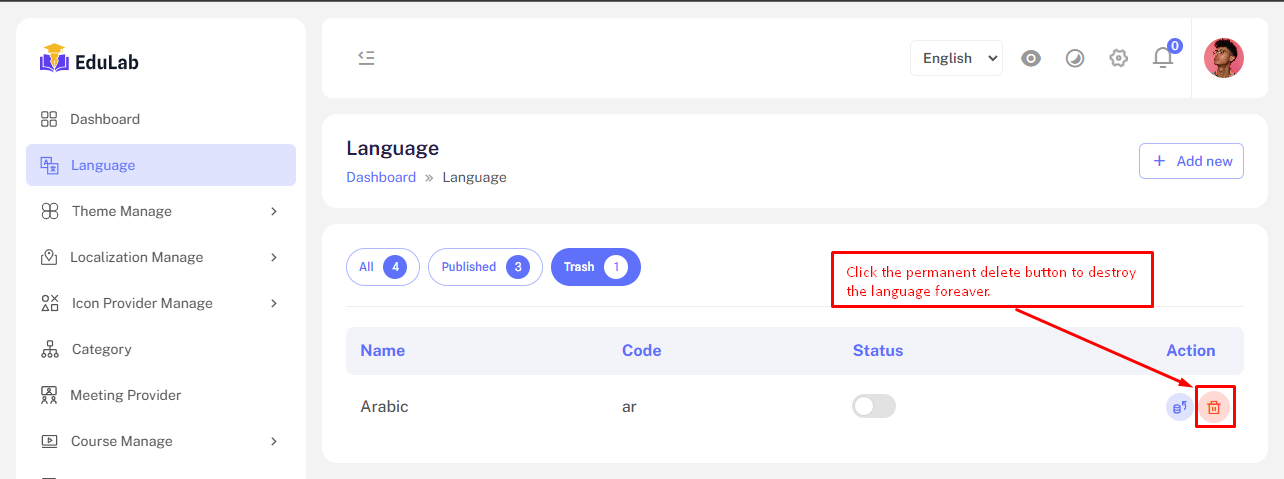 EduLab
English
0
Dashboard
Language
Theme Manage
Localization Manage
Icon Provider Manage
Category
Meeting Provider
Course Manage
Language
Dashboard » Language
+ Add new
All 4
Published 3
Trash 1
Click the permanent delete button to destroy
the language foreaver.
Name Code Status Action
Arabic ar